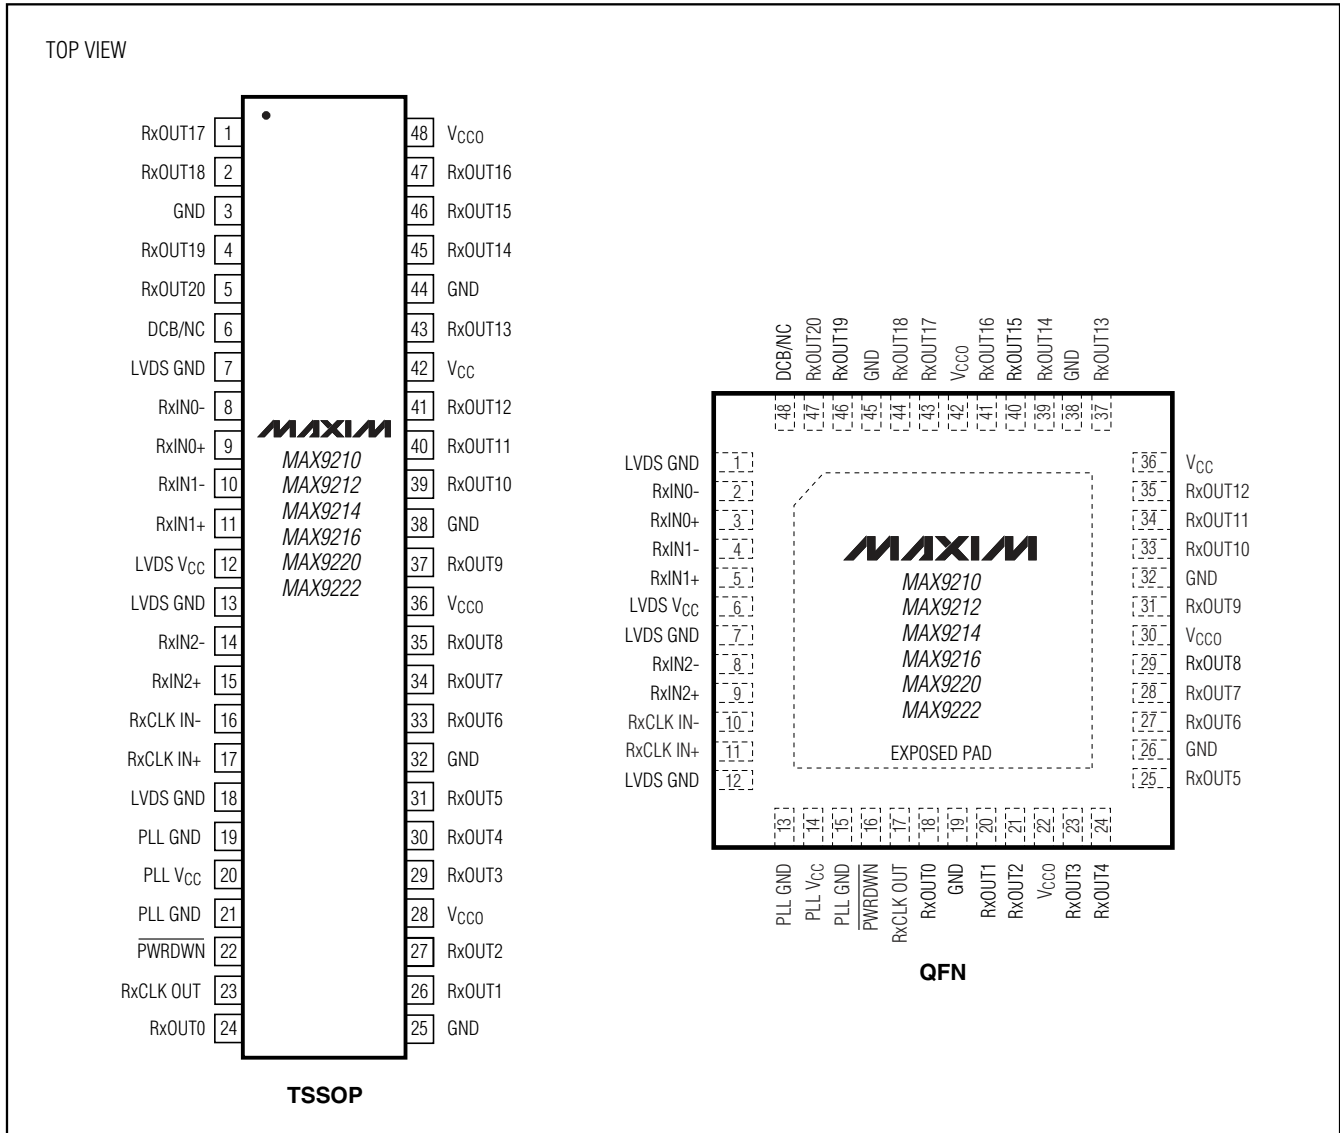 TOP VIEW
RxOUT17 1
RxOUT18 2
GND 3
RxOUT19 4
RxOUT20 5
DCB/NC 6
LVDS GND 7
RxIN0- 8
RxIN0+ 9
RxIN1- 10
RxIN1+ 11
LVDS VCC 12
LVDS GND 13
RxIN2- 14
RxIN2+ 15
RxCLK IN- 16
RxCLK IN+ 17
LVDS GND 18
PLL GND 19
PLL VCC 20
PLL GND 21
PWRDWN 22
RxCLK OUT 23
RxOUT0 24
MAXIM
MAX9210
MAX9212
MAX9214
MAX9216
MAX9220
MAX9222
48 VCCO
47 RxOUT16
46 RxOUT15
45 RxOUT14
44 GND
43 RxOUT13
42 VCC
41 RxOUT12
40 RxOUT11
39 RxOUT10
38 GND
37 RxOUT9
36 VCCO
35 RxOUT8
34 RxOUT7
33 RxOUT6
32 GND
31 RxOUT5
30 RxOUT4
29 RxOUT3
28 VCCO
27 RxOUT2
26 RxOUT1
25 GND
TSSOP
DCB/NC 48
RxOUT20 47
RxOUT19 46
GND 45
RxOUT18 44
RxOUT17 43
VCCO 42
RxOUT16 41
RxOUT15 40
RxOUT14 39
GND 38
RxOUT13 37
LVDS GND 1
RxIN0- 2
RxIN0+ 3
RxIN1- 4
RxIN1+ 5
LVDS VCC 6
LVDS GND 7
RxIN2- 8
RxIN2+ 9
RxCLK IN- 10
RxCLK IN+ 11
LVDS GND 12
MAXIM
MAX9210
MAX9212
MAX9214
MAX9216
MAX9220
MAX9222
EXPOSED PAD
36 VCC
35 RxOUT12
34 RxOUT11
33 RxOUT10
32 GND
31 RxOUT9
30 VCCO
29 RxOUT8
28 RxOUT7
27 RxOUT6
26 GND
25 RxOUT5
13 PLL GND
14 PLL VCC
15 PLL GND
16 PWRDWN
17 RxCLK OUT
18 RxOUT0
19 GND
20 RxOUT1
21 RxOUT2
22 VCCO
23 RxOUT3
24 RxOUT4
QFN